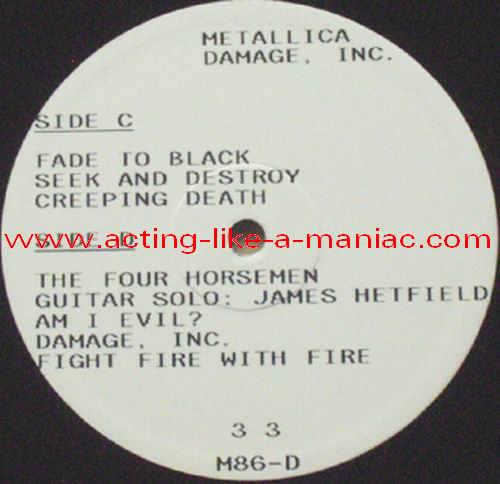 METALLICA
DAMAGE, INC.
SIDE C
FADE TO BLACK
SEEK AND DESTROY
CREEPING DEATH
www.acting-like-a-maniac.com
SIDE D
THE FOUR HORSEMEN
GUITAR SOLO: JAMES HETFIELD
AM I EVIL?
DAMAGE, INC.
FIGHT FIRE WITH FIRE
3 3
M86-D